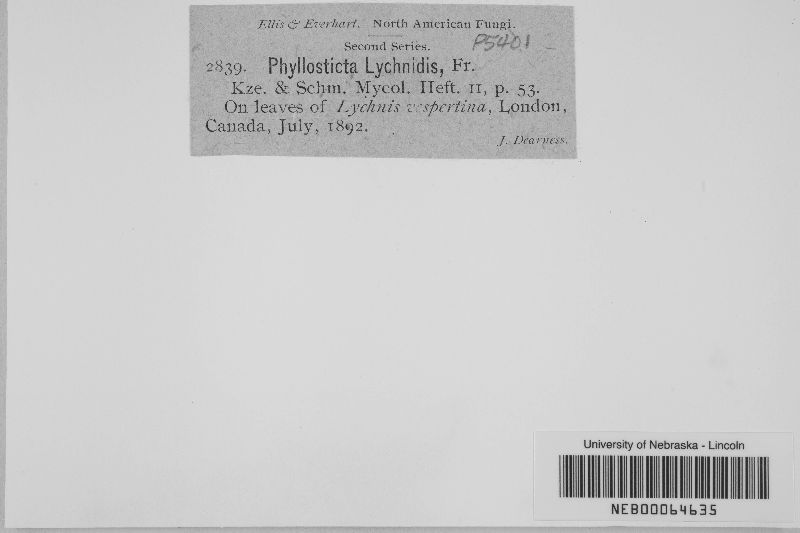 Ellis & Everhart. North American Fungi.
Second Series.
P5401
2839. Phyllosticta Lychnidis, Fr.
Kze. & Schm. Mycol. Heft. II, p. 53.
On leaves of Lychnis vespertina, London,
Canada, July, 1892.
J. Dearness.
University of Nebraska - Lincoln
NEB00064635